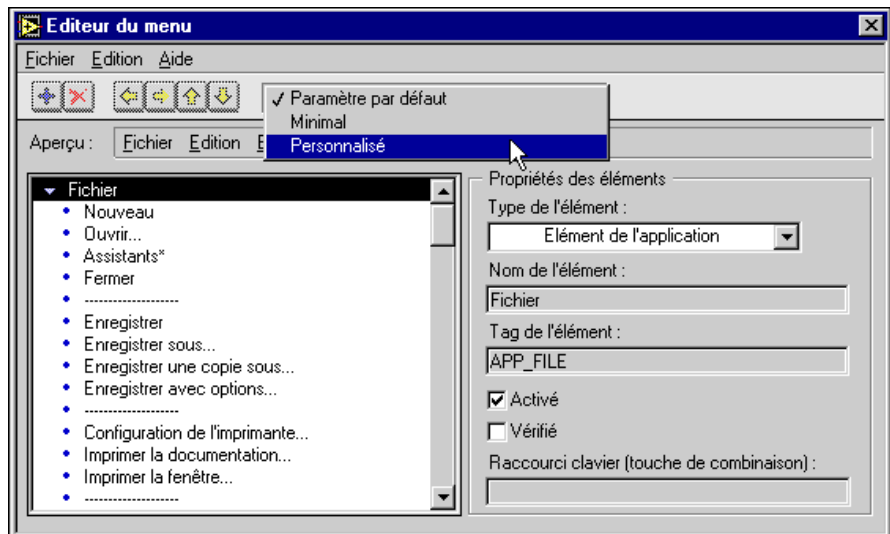 Editeur du menu
Fichier Edition Aide
Paramètre par défaut
Minimal
Personnalisé
Aperçu : Fichier Edition E
Fichier
Nouveau
Ouvrir...
Assistants*
Fermer
--------------------
Enregistrer
Enregistrer sous...
Enregistrer une copie sous...
Enregistrer avec options...
--------------------
Configuration de l'imprimante...
Imprimer la documentation...
Imprimer la fenêtre...
--------------------
Propriétés des éléments
Type de l'élément :
Elément de l'application
Nom de l'élément :
Fichier
Tag de l'élément :
APP_FILE
Activé
Vérifié
Raccourci clavier (touche de combinaison) :